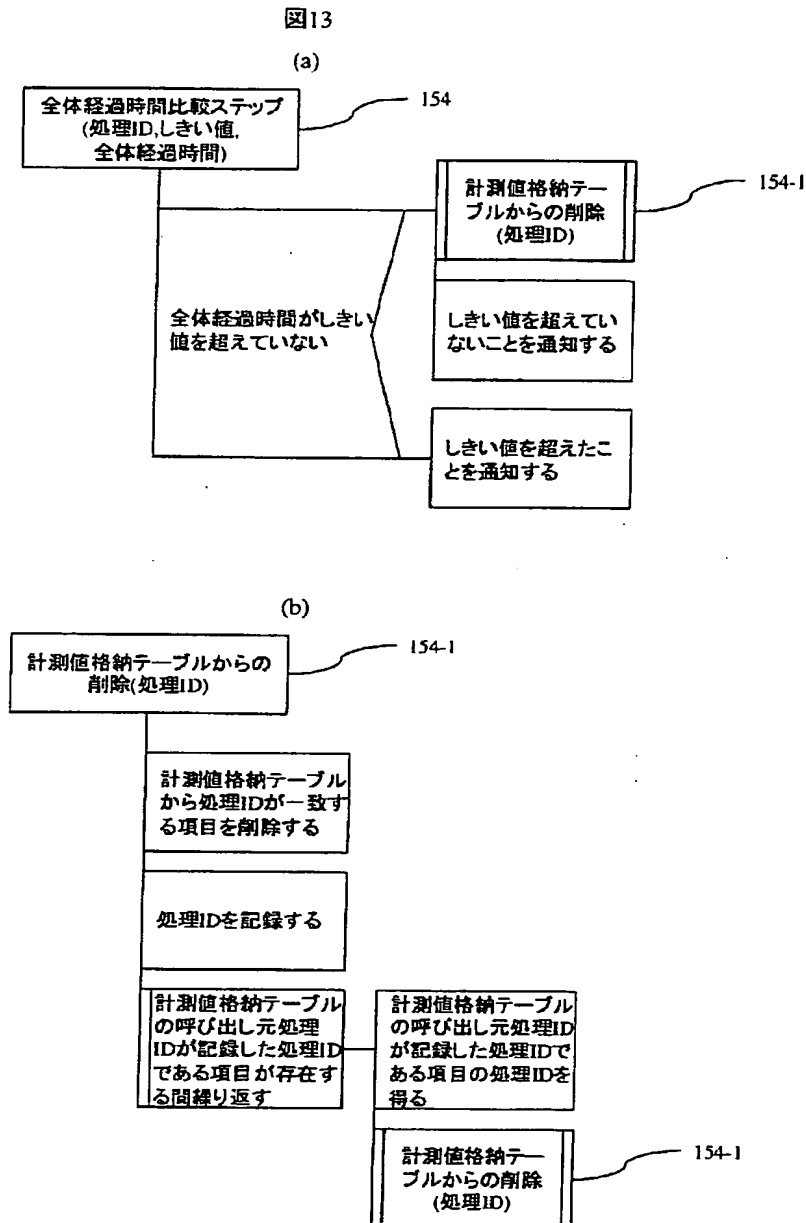 図13
(a)
全体経過時間比較ステップ
(処理ID,しきい値,
全体経過時間)
154
計測値格納テー
ブルからの削除
(処理ID)
154-1
全体経過時間がしきい
値を超えていない
しきい値を超えてい
ないことを通知する
しきい値を超えたこ
とを通知する
(b)
計測値格納テーブルからの
削除(処理ID)
154-1
計測値格納テーブル
から処理IDが一致す
る項目を削除する
処理IDを記録する
計測値格納テーブル
の呼び出し元処理
IDが記録した処理ID
である項目が存在す
る間繰り返す
計測値格納テーブル
の呼び出し元処理ID
が記録した処理IDで
ある項目の処理IDを
得る
計測値格納テー
ブルからの削除
(処理ID)
154-1